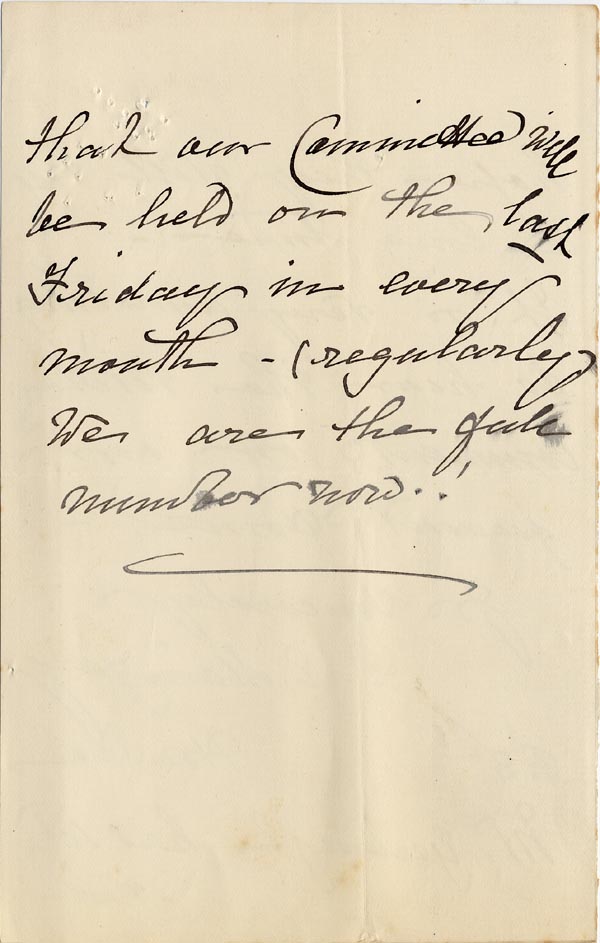 that our Committee will
be held on the last
Friday in every
month - (regularly)
We are the full
number now..!